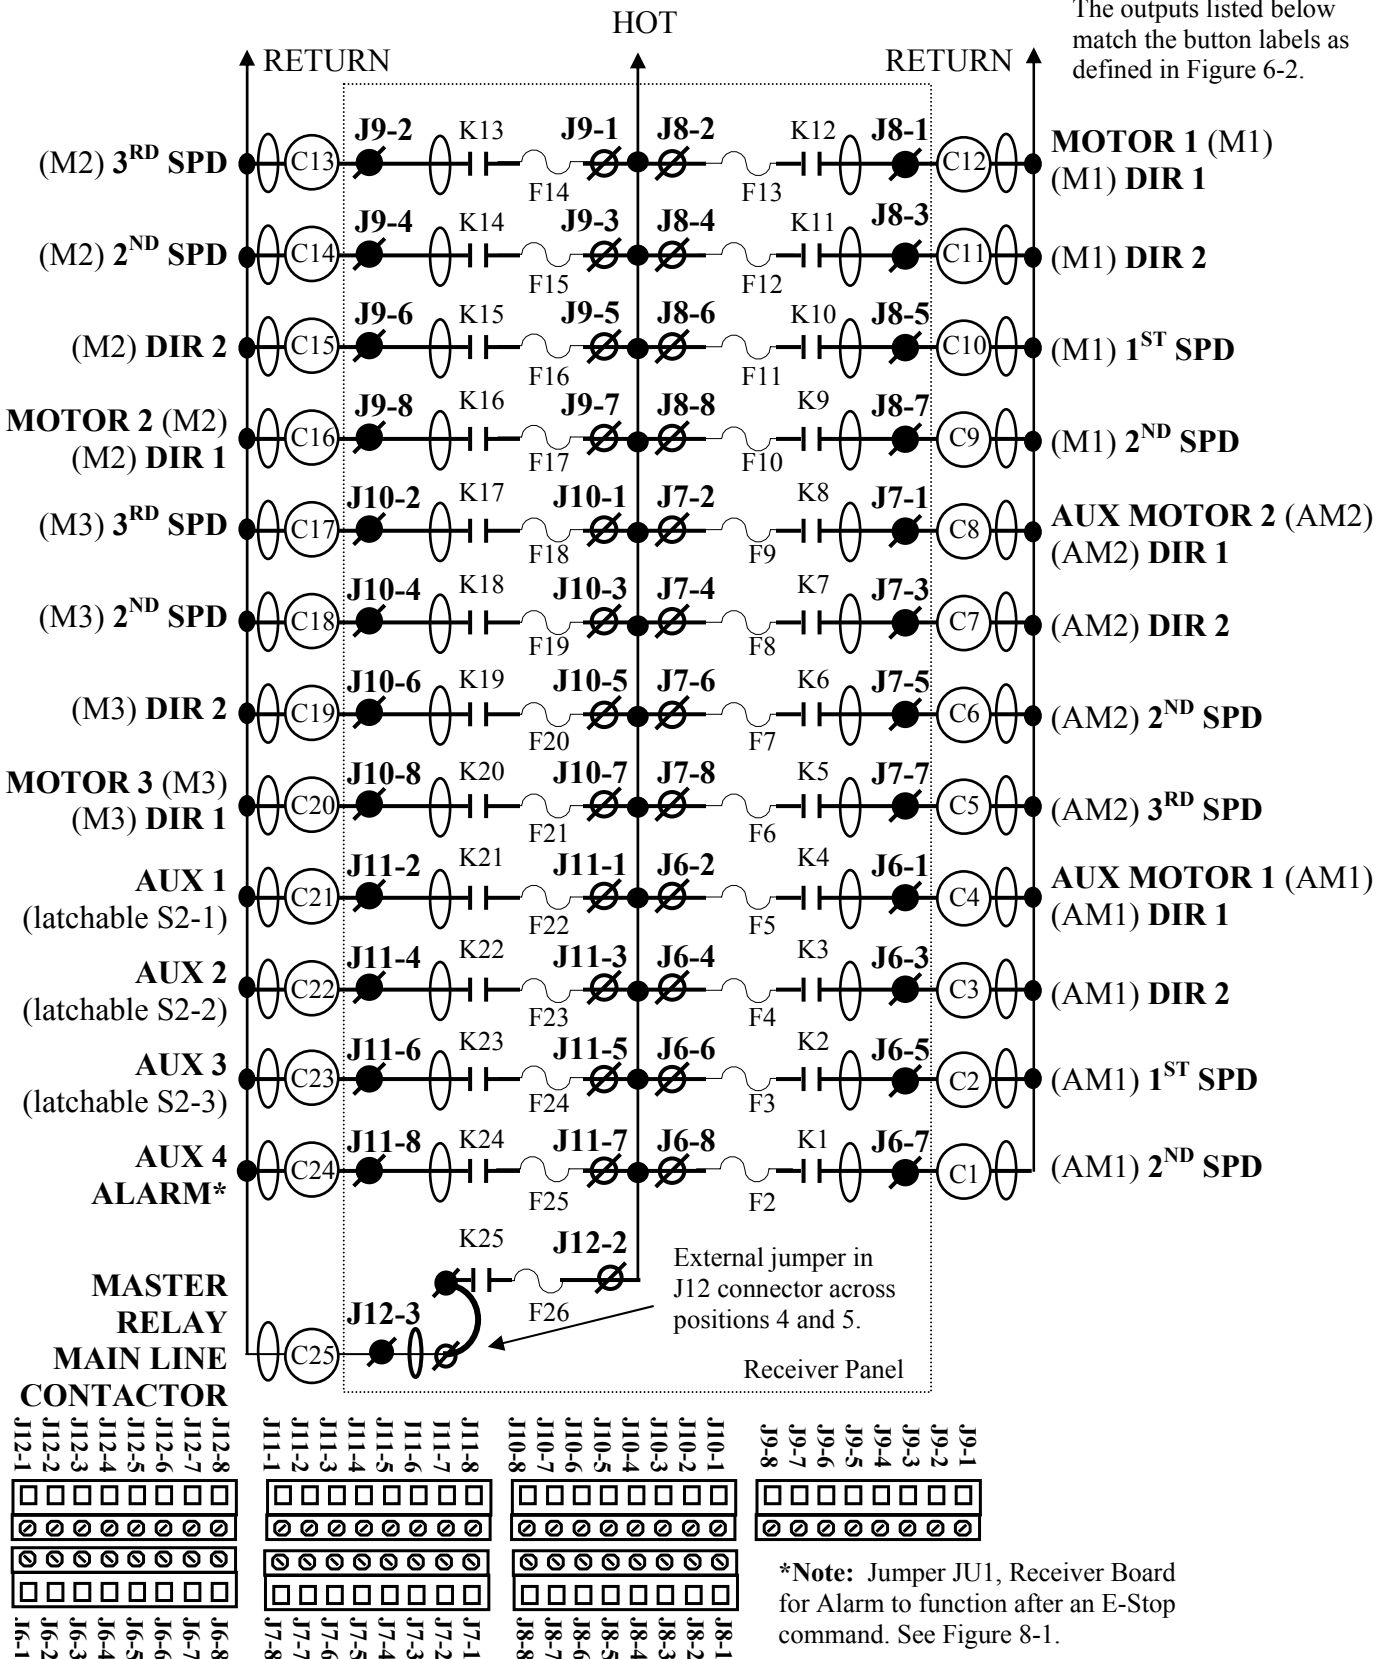 The outputs listed below
match the button labels as
defined in Figure 6-2.
HOT
RETURN
RETURN
(M2) 3RD SPD C13 J9-2 K13 F14 J9-1 J8-2 F13 K12 J8-1 C12 MOTOR 1 (M1)
(M1) DIR 1
(M2) 2ND SPD C14 J9-4 K14 F15 J9-3 J8-4 F12 K11 J8-3 C11 (M1) DIR 2
(M2) DIR 2 C15 J9-6 K15 F16 J9-5 J8-6 F11 K10 J8-5 C10 (M1) 1ST SPD
MOTOR 2 (M2)
(M2) DIR 1 C16 J9-8 K16 F17 J9-7 J8-8 F10 K9 J8-7 C9 (M1) 2ND SPD
(M3) 3RD SPD C17 J10-2 K17 F18 J10-1 J7-2 F9 K8 J7-1 C8 AUX MOTOR 2 (AM2)
(AM2) DIR 1
(M3) 2ND SPD C18 J10-4 K18 F19 J10-3 J7-4 F8 K7 J7-3 C7 (AM2) DIR 2
(M3) DIR 2 C19 J10-6 K19 F20 J10-5 J7-6 F7 K6 J7-5 C6 (AM2) 2ND SPD
MOTOR 3 (M3)
(M3) DIR 1 C20 J10-8 K20 F21 J10-7 J7-8 F6 K5 J7-7 C5 (AM2) 3RD SPD
AUX 1
(latchable S2-1) C21 J11-2 K21 F22 J11-1 J6-2 F5 K4 J6-1 C4 AUX MOTOR 1 (AM1)
(AM1) DIR 1
AUX 2
(latchable S2-2) C22 J11-4 K22 F23 J11-3 J6-4 F4 K3 J6-3 C3 (AM1) DIR 2
AUX 3
(latchable S2-3) C23 J11-6 K23 F24 J11-5 J6-6 F3 K2 J6-5 C2 (AM1) 1ST SPD
AUX 4
ALARM* C24 J11-8 K24 F25 J11-7 J6-8 F2 K1 J6-7 C1 (AM1) 2ND SPD
K25 F26 J12-2
MASTER
RELAY
MAIN LINE
CONTACTOR
C25 J12-3
External jumper in
J12 connector across
positions 4 and 5.
Receiver Panel
J12-1 J12-2 J12-3 J12-4 J12-5 J12-6 J12-7 J12-8
J11-1 J11-2 J11-3 J11-4 J11-5 J11-6 J11-7 J11-8
J10-8 J10-7 J10-6 J10-5 J10-4 J10-3 J10-2 J10-1
J9-8 J9-7 J9-6 J9-5 J9-4 J9-3 J9-2 J9-1
J6-1 J6-2 J6-3 J6-4 J6-5 J6-6 J6-7 J6-8
J7-8 J7-7 J7-6 J7-5 J7-4 J7-3 J7-2 J7-1
J8-8 J8-7 J8-6 J8-5 J8-4 J8-3 J8-2 J8-1
*Note: Jumper JU1, Receiver Board
for Alarm to function after an E-Stop
command. See Figure 8-1.